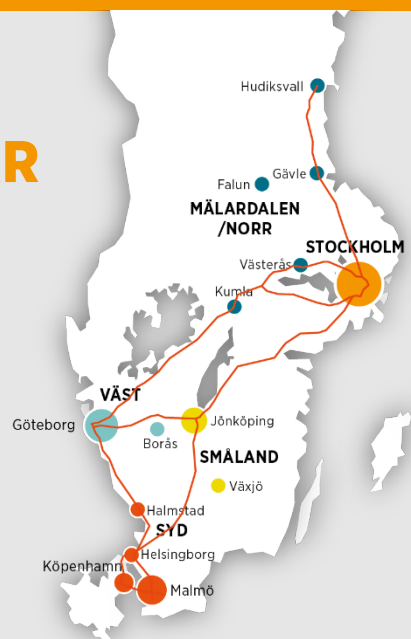 Hudiksvall
R
Gävle
Falun
MÄLARDALEN
/NORR
STOCKHOLM
Västerås
Kumla
VÄST
Göteborg
Jönköping
Borås
SMÅLAND
Växjö
Halmstad
SYD
Helsingborg
Köpenhamn
Malmö